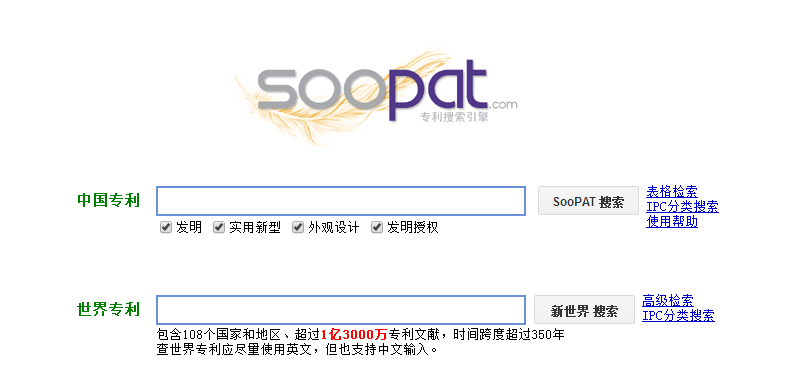 soopat.com
专利搜索引擎
中国专利 SooPAT 搜索 表格检索
IPC分类搜索
使用帮助
发明 实用新型 外观设计 发明授权
世界专利 新世界 搜索 高级检索
IPC分类搜索
包含108个国家和地区、超过1亿3000万专利文献，时间跨度超过350年
查世界专利应尽量使用英文，但也支持中文输入。